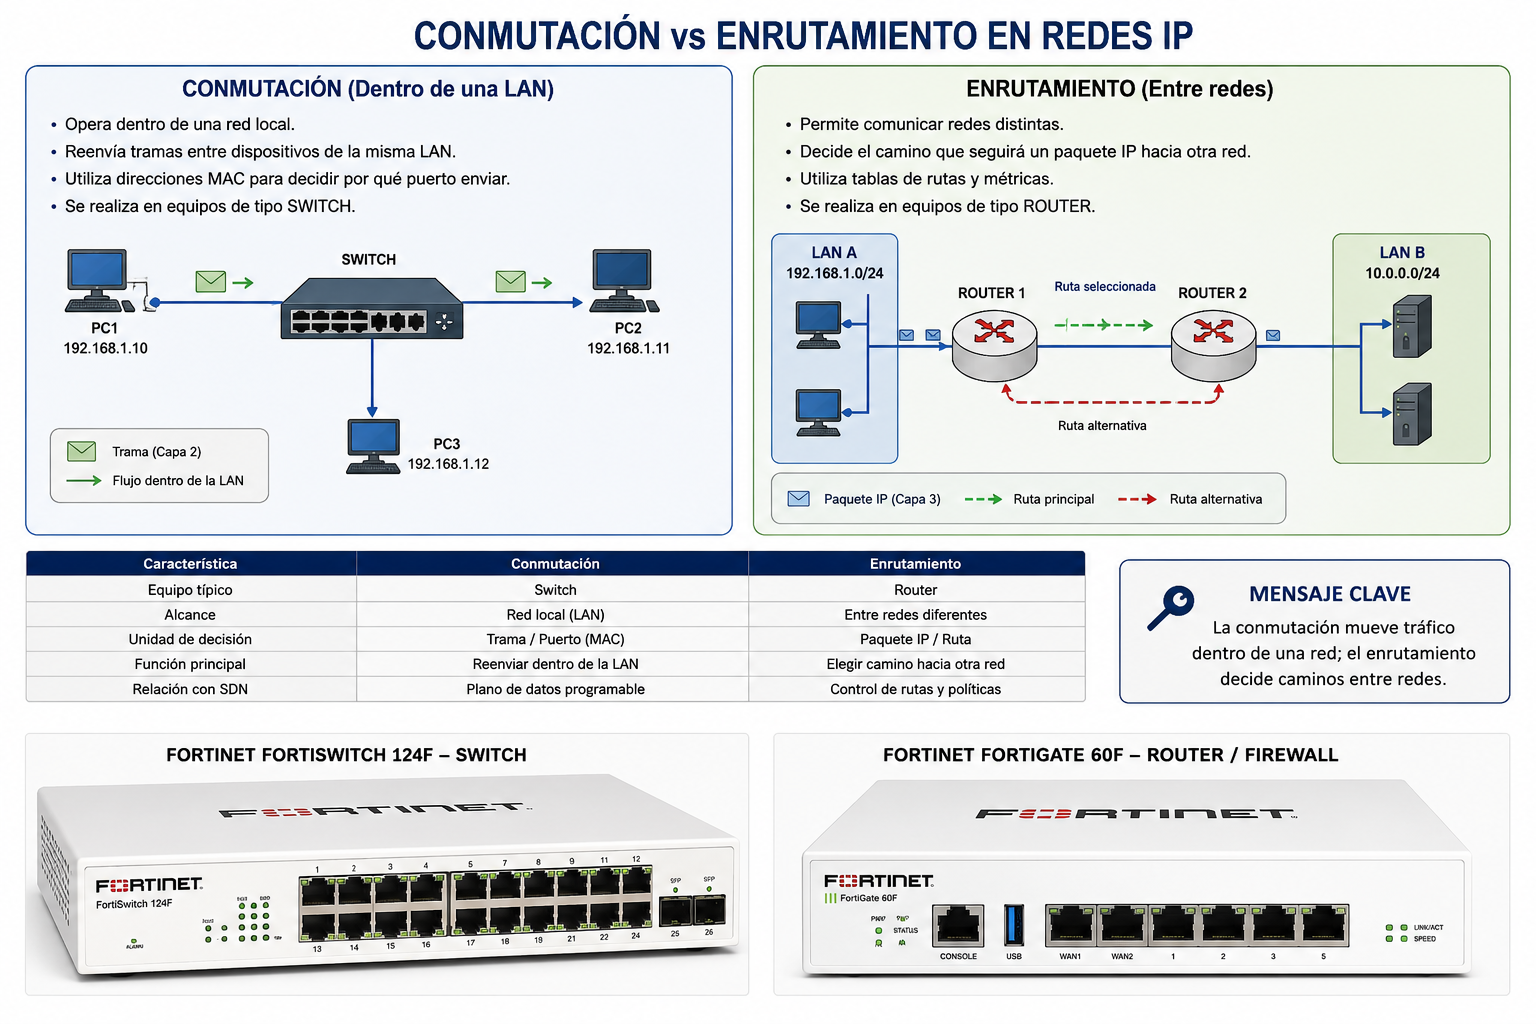 CONMUTACIÓN vs ENRUTAMIENTO EN REDES IP
CONMUTACIÓN (Dentro de una LAN)
• Opera dentro de una red local.
• Reenvía tramas entre dispositivos de la misma LAN.
• Utiliza direcciones MAC para decidir por qué puerto enviar.
• Se realiza en equipos de tipo SWITCH.
SWITCH
PC1
192.168.1.10
PC2
192.168.1.11
PC3
192.168.1.12
Trama (Capa 2)
Flujo dentro de la LAN
ENRUTAMIENTO (Entre redes)
• Permite comunicar redes distintas.
• Decide el camino que seguirá un paquete IP hacia otra red.
• Utiliza tablas de rutas y métricas.
• Se realiza en equipos de tipo ROUTER.
LAN A
192.168.1.0/24
ROUTER 1
Ruta seleccionada
ROUTER 2
LAN B
10.0.0.0/24
Ruta alternativa
Paquete IP (Capa 3)
Ruta principal
Ruta alternativa
Característica Conmutación Enrutamiento
Equipo típico Switch Router
Alcance Red local (LAN) Entre redes diferentes
Unidad de decisión Trama / Puerto (MAC) Paquete IP / Ruta
Función principal Reenviar dentro de la LAN Elegir camino hacia otra red
Relación con SDN Plano de datos programable Control de rutas y políticas
MENSAJE CLAVE
La conmutación mueve tráfico
dentro de una red; el enrutamiento
decide caminos entre redes.
FORTINET FORTISWITCH 124F – SWITCH
FORTINET
FORTINET
FortiSwitch 124F
1 2 3 4 5 7 8 9 11 12
SFP SFP
13 14 15 16 17 18 19 21 22 24
25 26
FORTINET FORTIGATE 60F – ROUTER / FIREWALL
FORTINET
FORTINET
FortiGate 60F
STATUS
CONSOLE USB WAN1 WAN2 1 2 3 5
LINK/ACT
SPEED